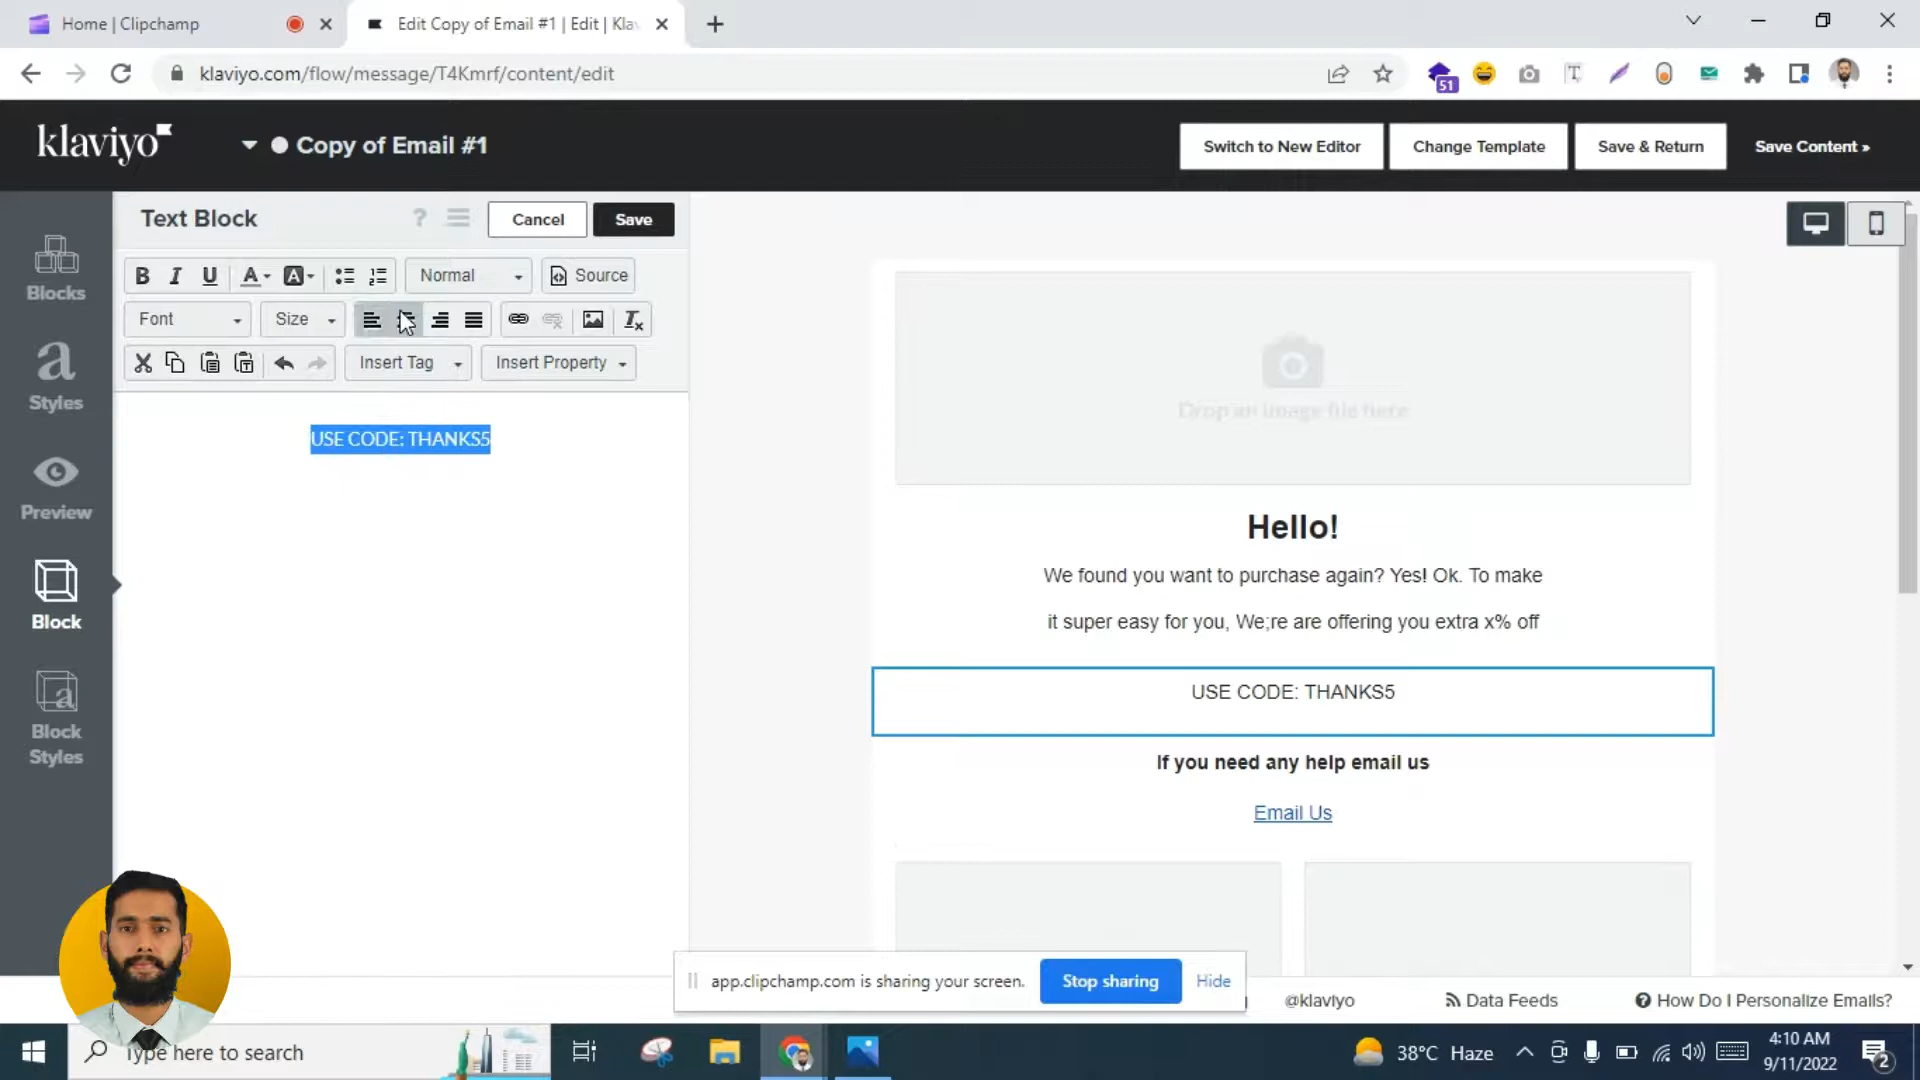 Home | Clipchamp
Edit Copy of Email #1 | Edit | Kla
klaviyo.com/flow/message/T4Kmrf/content/edit
51
klaviyo
Copy of Email #1
Switch to New Editor
Change Template
Save & Return
Save Content »
Blocks
Styles
Preview
Block
Block
Styles
Text Block
?
Cancel
Save
B I U A A
Normal
Source
Font
Size
Insert Tag
Insert Property
USE CODE: THANKS5
Drop an image file here
Hello!
We found you want to purchase again? Yes! Ok. To make
it super easy for you, We;re are offering you extra x% off
USE CODE: THANKS5
If you need any help email us
Email Us
app.clipchamp.com is sharing your screen.
Stop sharing
Hide
@klaviyo
Data Feeds
How Do I Personalize Emails?
Type here to search
38°C Haze
4:10 AM
9/11/2022
2